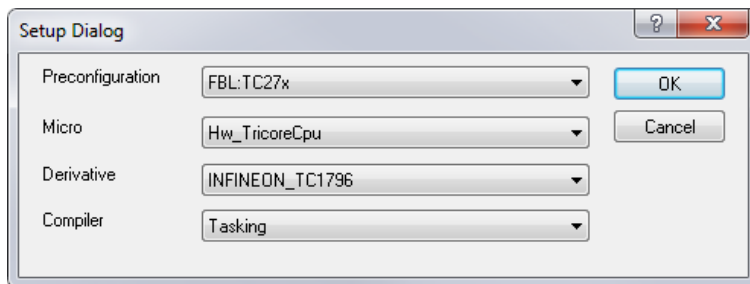 Setup Dialog
?
X
Preconfiguration FBL:TC27x OK
Micro Hw_TricoreCpu Cancel
Derivative INFINEON_TC1796
Compiler Tasking